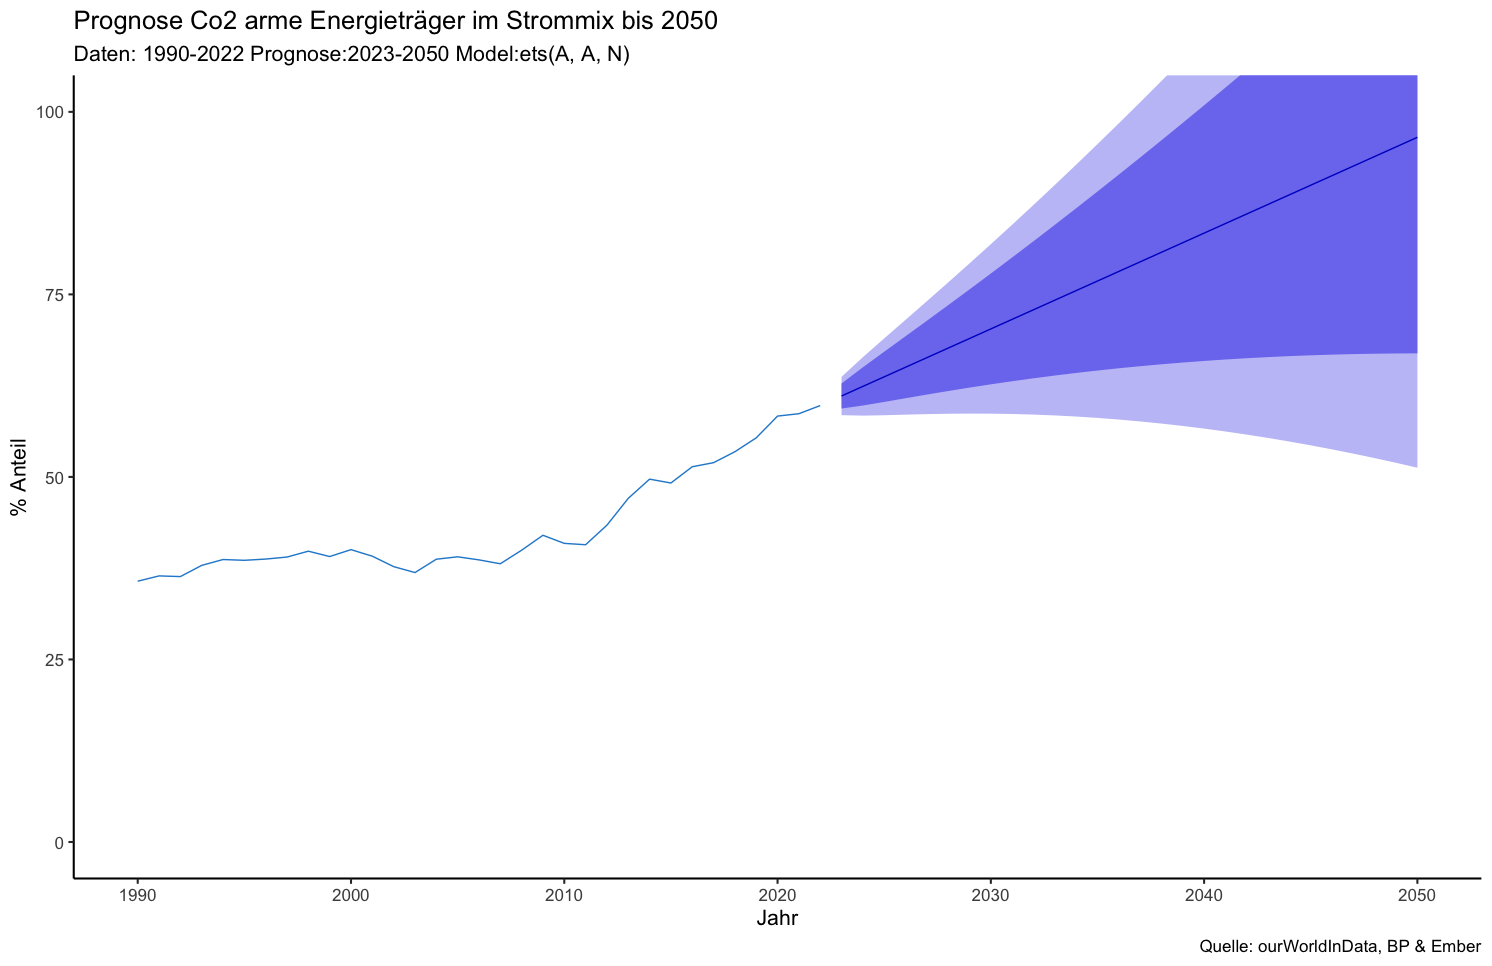 Prognose Co2 arme Energieträger im Strommix bis 2050
Daten: 1990-2022 Prognose:2023-2050 Model:ets(A, A, N)
100
75
50
25
0
% Anteil
1990 2000 2010 2020 2030 2040 2050
Jahr
Quelle: ourWorldInData, BP & Ember